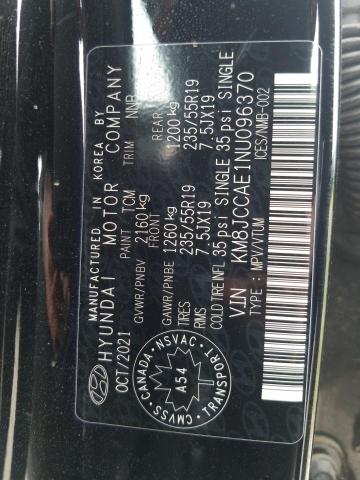 MANUFACTURED IN KOREA BY
HYUNDAI MOTOR COMPANY
OCT/2021 PAINT TCM TRIM NNB
GVWR/PNBV 2160 kg
FRONT REAR
GAWR/PNBE 1260 kg 1200 kg
TIRES 235/55R19 235/55R19
RIMS 7.5JX19 7.5JX19
COLD TIRE INFL 35 psi SINGLE 35 psi SINGLE
VIN KM8JCCAE1NU096370
TYPE : MPV/VTUM ICES/NMB-002
CANADA NSVAC TRANSPORT CMVSS
A54